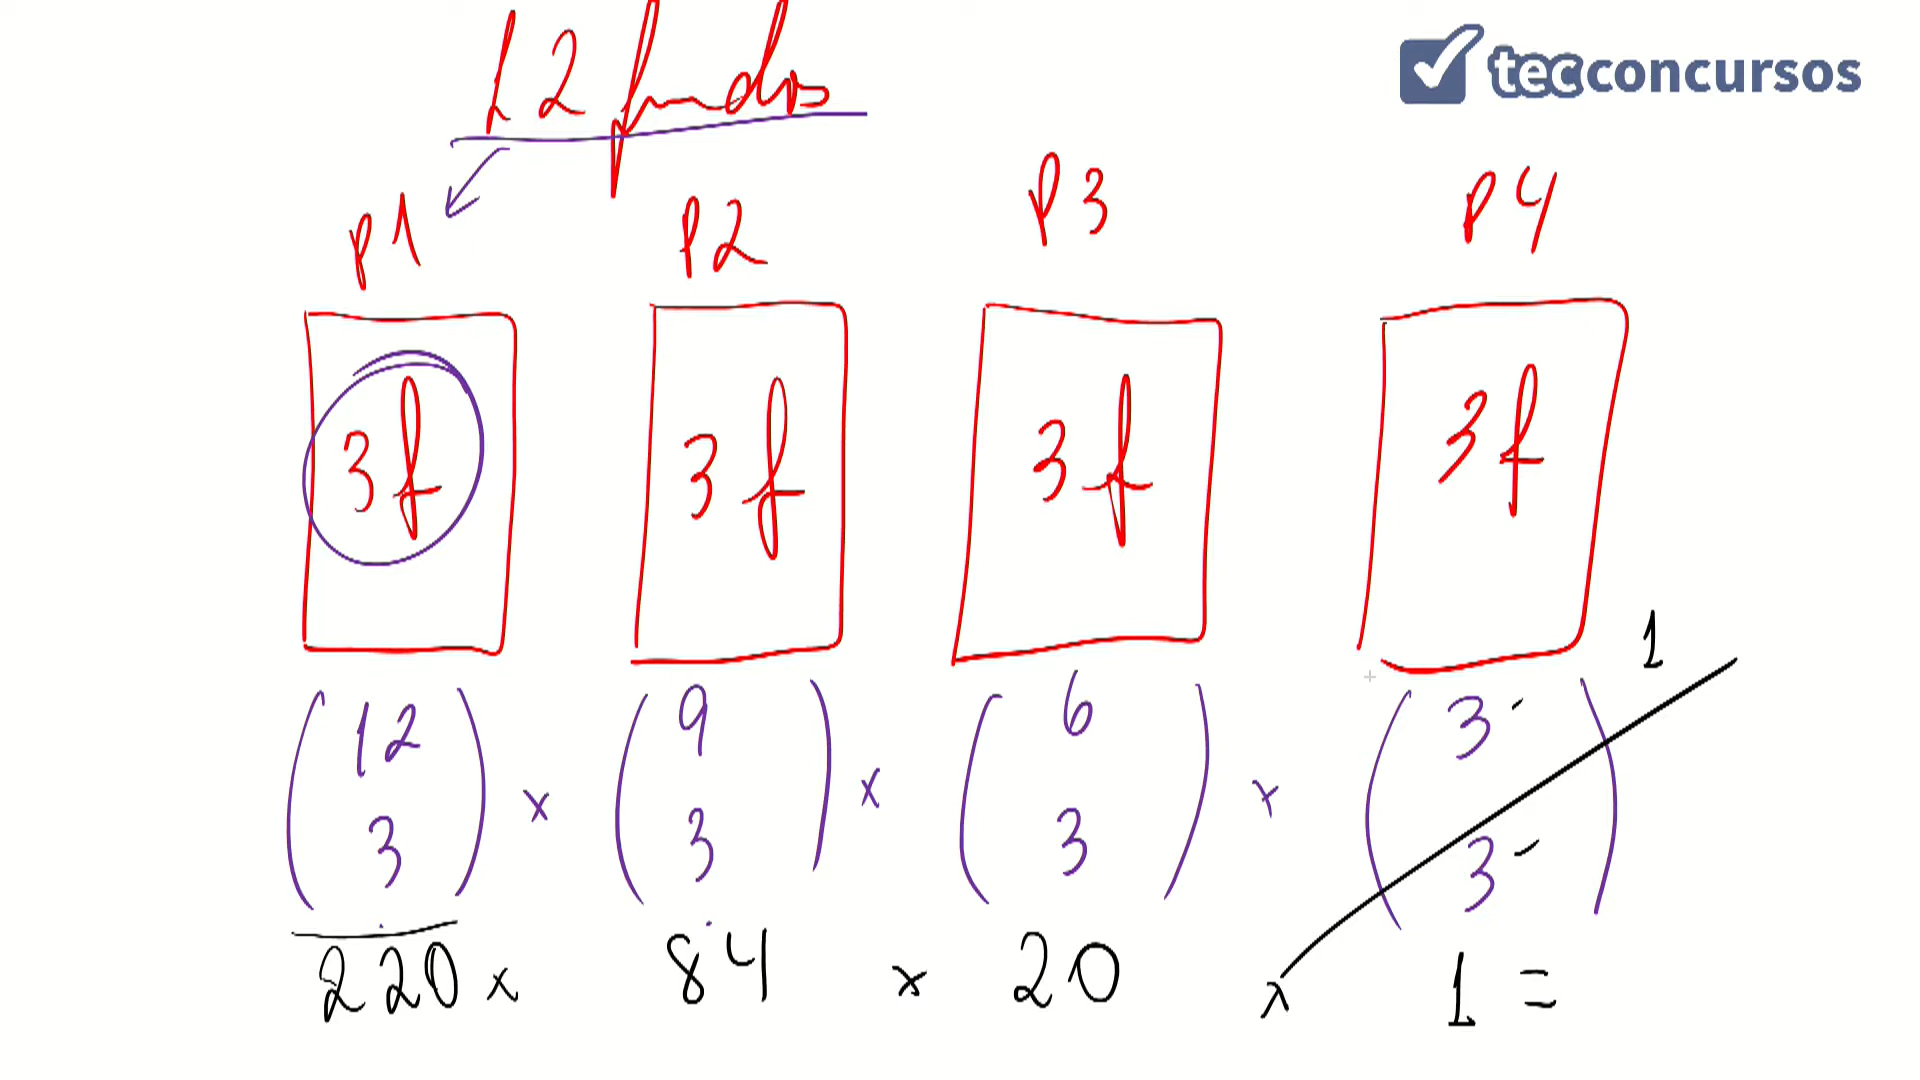 tecconcursos
12 fundos
P1 P2 P3 P4
3f 3f 3f 3f
1
(12 3) x (9 3) x (6 3) x (3 3)
220 x 84 x 20 x 1 =